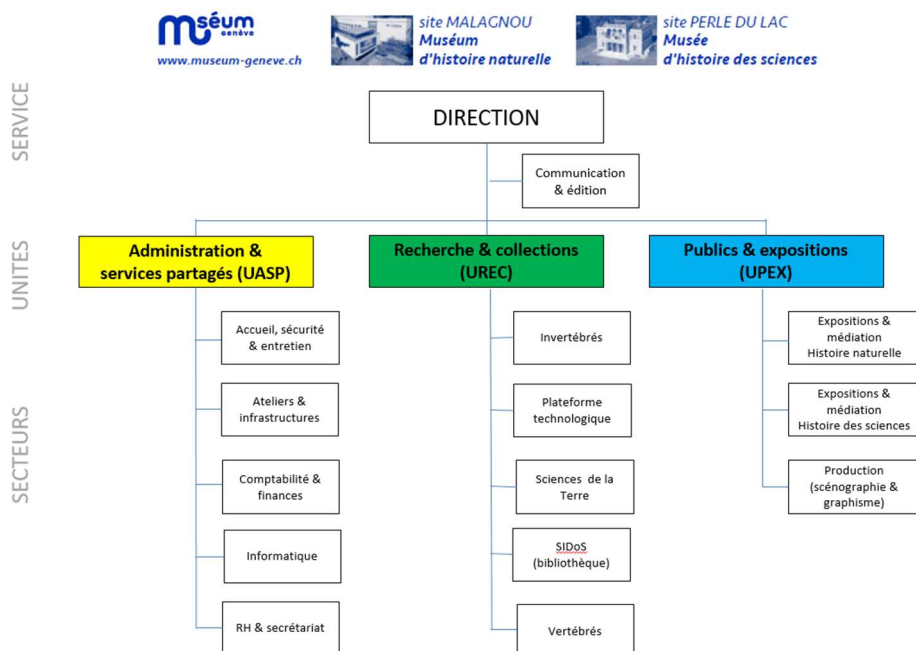 muséum
genève
www.museum-geneve.ch
site MALAGNOU
Muséum
d'histoire naturelle
site PERLE DU LAC
Musée
d'histoire des sciences
SERVICE
DIRECTION
Communication
& édition
UNITES
Administration &
services partagés (UASP)
Recherche & collections
(UREC)
Publics & expositions
(UPEX)
SECTEURS
Accueil, sécurité
& entretien
Ateliers &
infrastructures
Comptabilité &
finances
Informatique
RH & secrétariat
Invertébrés
Plateforme
technologique
Sciences de la
Terre
SIDoS
(bibliothèque)
Vertébrés
Expositions &
médiation
Histoire naturelle
Expositions &
médiation
Histoire des sciences
Production
(scénographie &
graphisme)